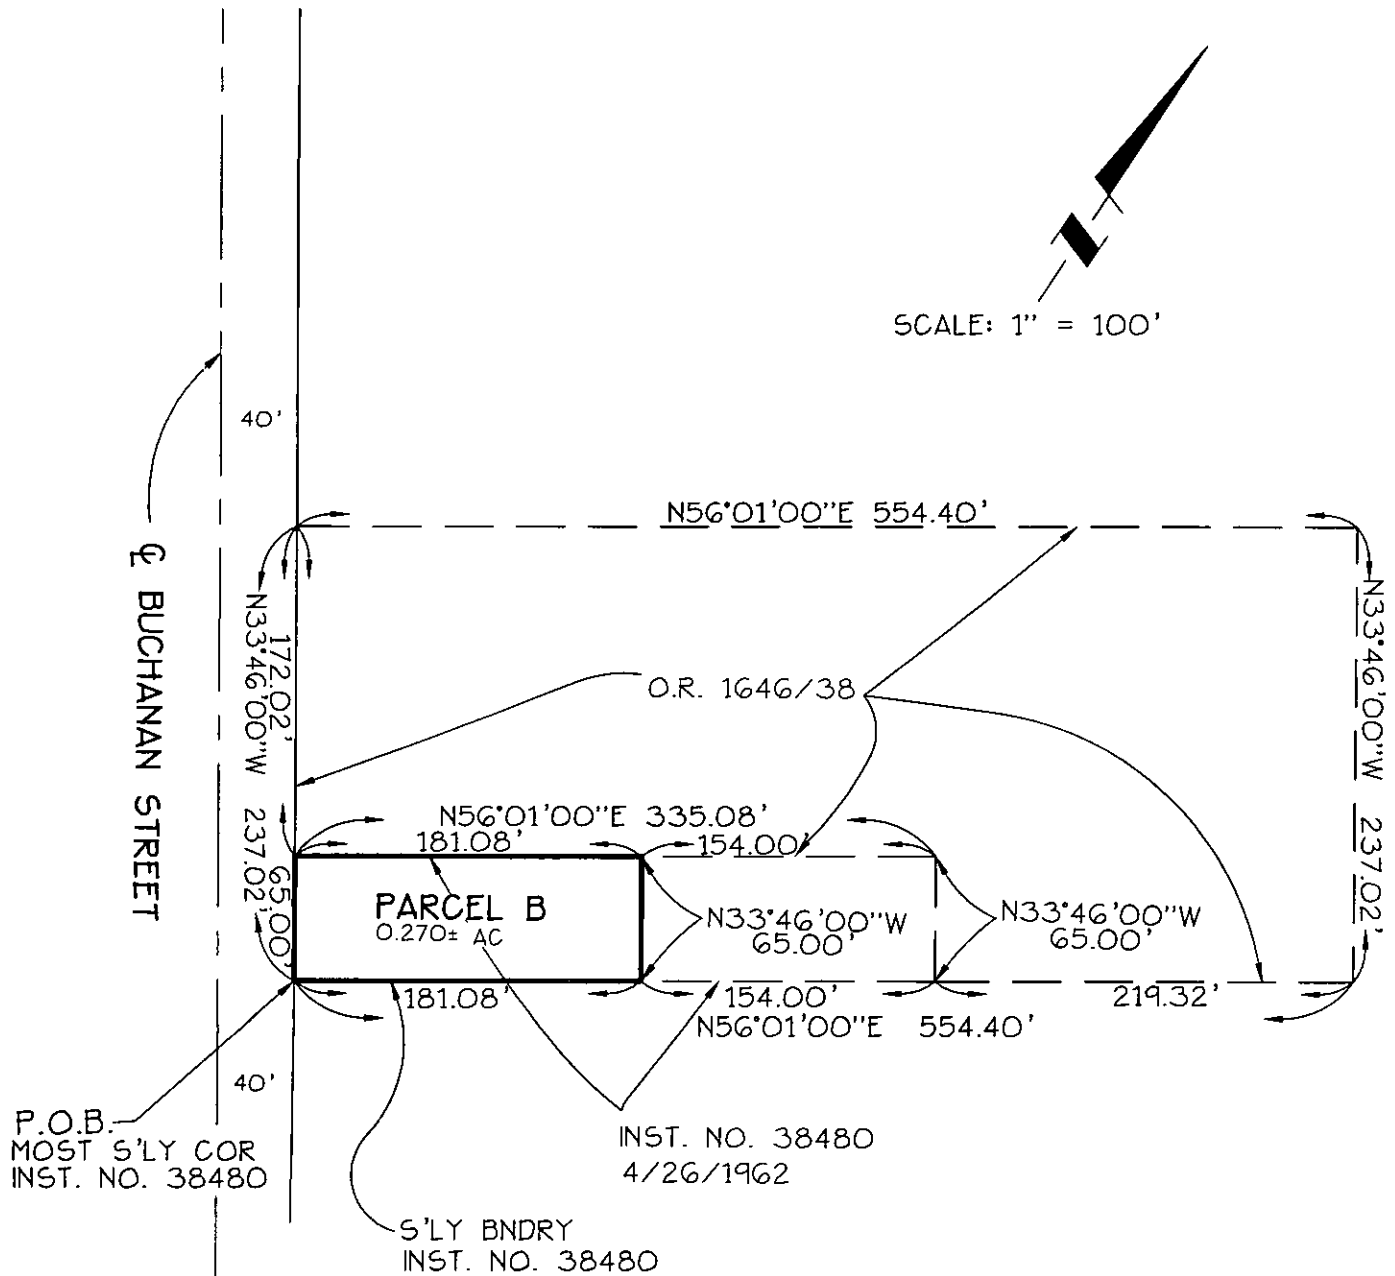 N
SCALE: 1" = 100'
40'
N56°01'00"E 554.40'
℄ BUCHANAN STREET
N33°46'00"W 237.02'
172.02'
65.00'
N33°46'00"W 237.02'
O.R. 1646/38
N56°01'00"E 335.08'
181.08'
154.00'
PARCEL B
0.270± AC
N33°46'00"W
65.00'
N33°46'00"W
65.00'
181.08'
154.00'
219.32'
N56°01'00"E 554.40'
40'
P.O.B.
MOST S'LY COR
INST. NO. 38480
INST. NO. 38480
4/26/1962
S'LY BNDRY
INST. NO. 38480